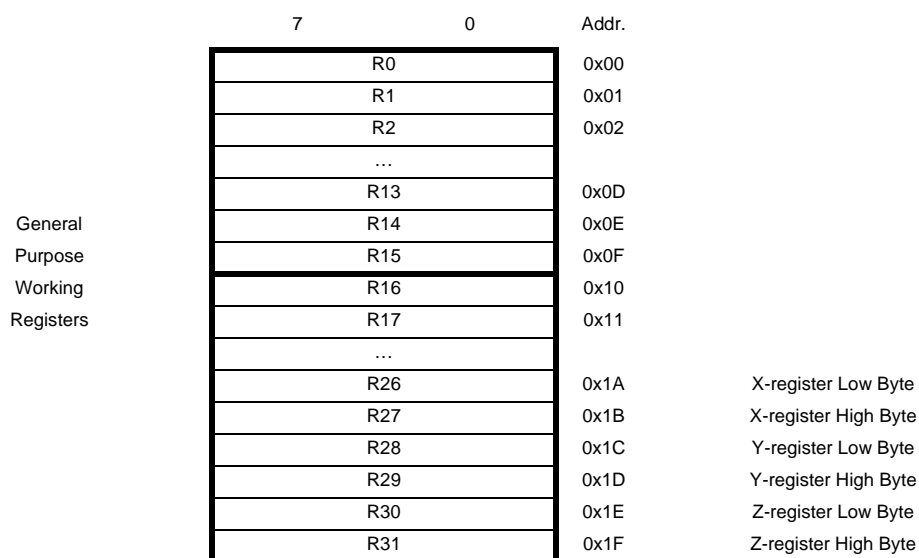 7 0 Addr.
R0 0x00
R1 0x01
R2 0x02
…
R13 0x0D
General R14 0x0E
Purpose R15 0x0F
Working R16 0x10
Registers R17 0x11
…
R26 0x1A X-register Low Byte
R27 0x1B X-register High Byte
R28 0x1C Y-register Low Byte
R29 0x1D Y-register High Byte
R30 0x1E Z-register Low Byte
R31 0x1F Z-register High Byte